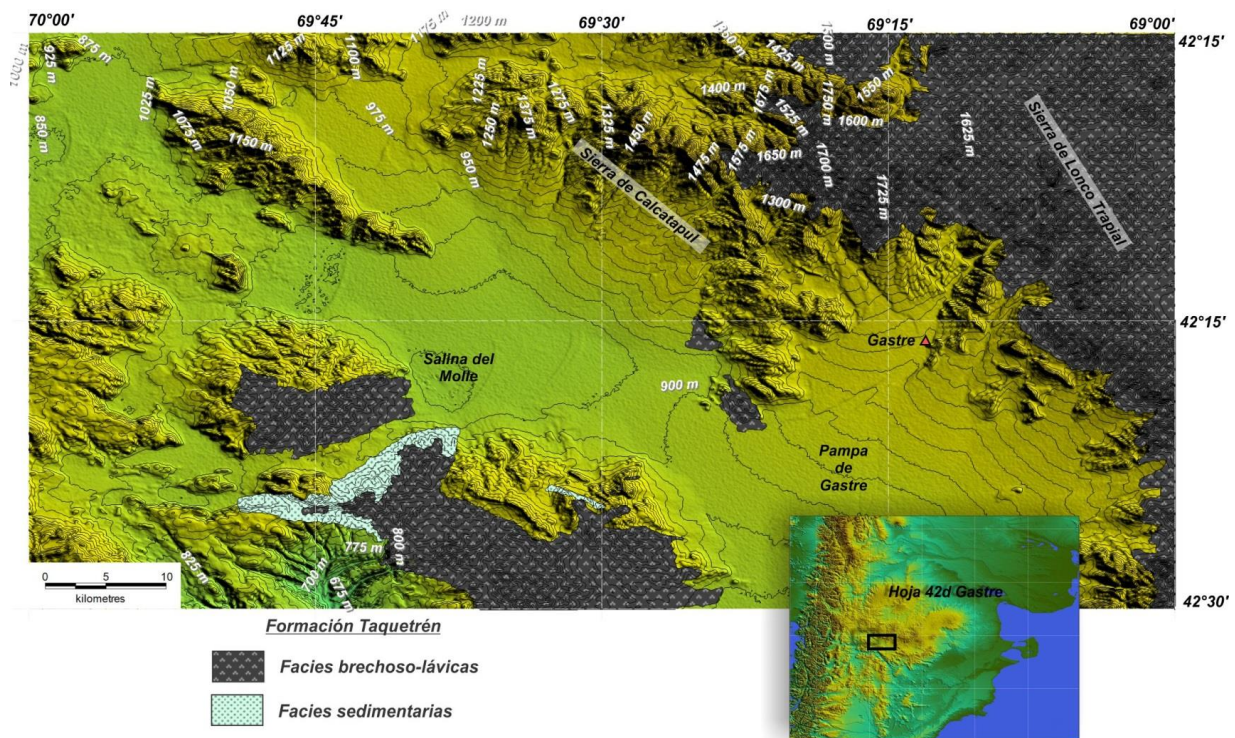 70°00'
69°45'
69°30'
69°15'
69°00'
1200 m
1175 m
875 m
925 m
1000 m
1125 m
1100 m
1350 m
1425 m
1500 m
42°15'
1025 m
1050 m
1075 m
1150 m
975 m
1225 m
1250 m
1375 m
1275 m
1325 m
1450 m
1400 m
1675 m
1525 m
1750 m
1550 m
1600 m
1625 m
850 m
950 m
1475 m
1575 m
1650 m
1700 m
1725 m
1300 m
Sierra de Calcatapul
Sierra de Lonco Trapial
42°15'
Gastre
Salina del
Molle
900 m
Pampa
de
Gastre
775 m
800 m
825 m
700 m
675 m
0 5 10
kilometres
42°30'
Hoja 42d Gastre
Formación Taquetrén
Facies brechoso-lávicas
Facies sedimentarias